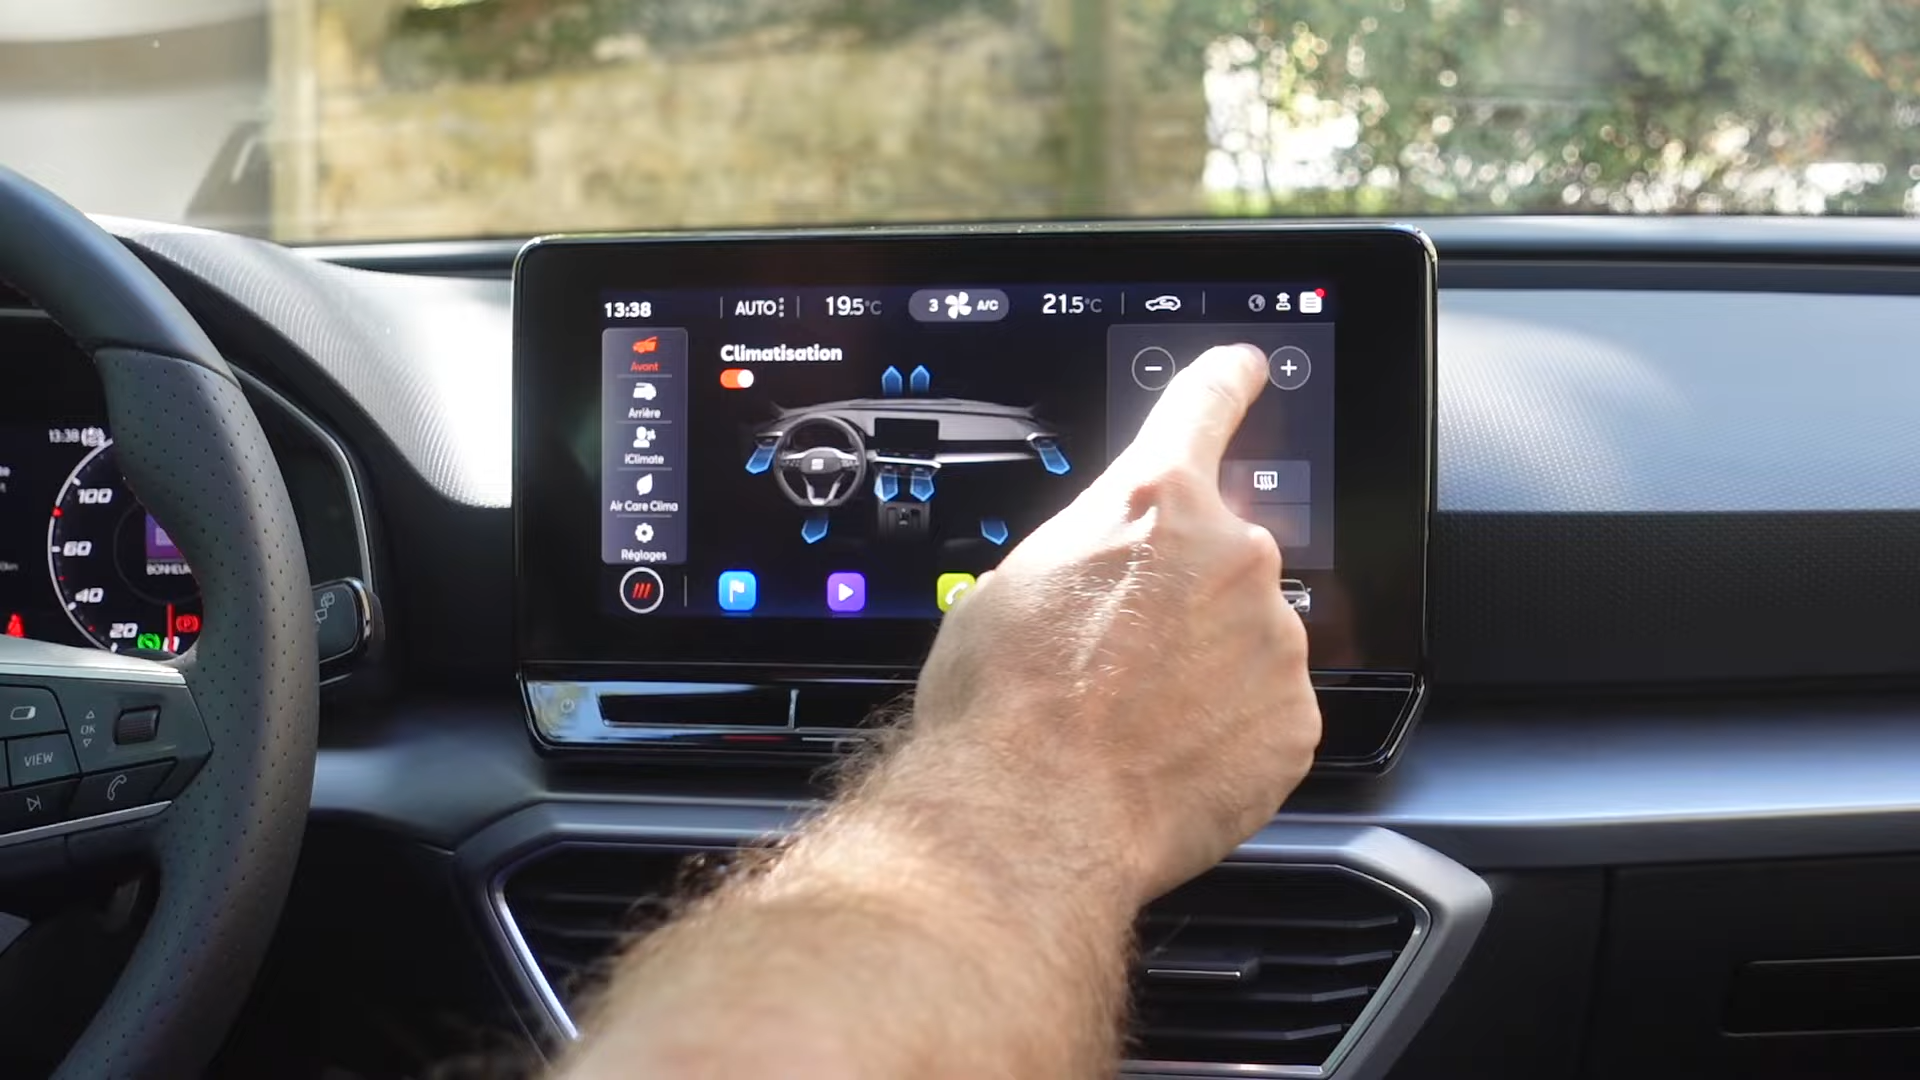 13:38
AUTO
19.5°C
3
A/C
21.5°C
Climatisation
Avant
Arrière
iClimate
Air Care Clima
Réglages
13:38
100
60
40
20
BONHEUR
OK
VIEW